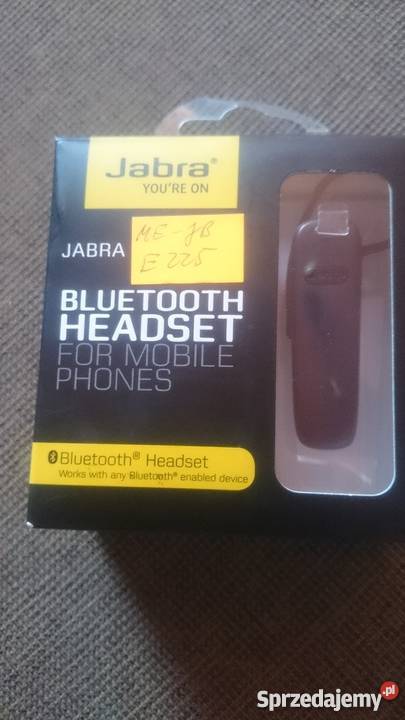 Jabra®
YOU'RE ON
JABRA
ME-JB
E225
BLUETOOTH
HEADSET
FOR MOBILE
PHONES
Bluetooth® Headset
Works with any Bluetooth® enabled device
Sprzedajemy.pl